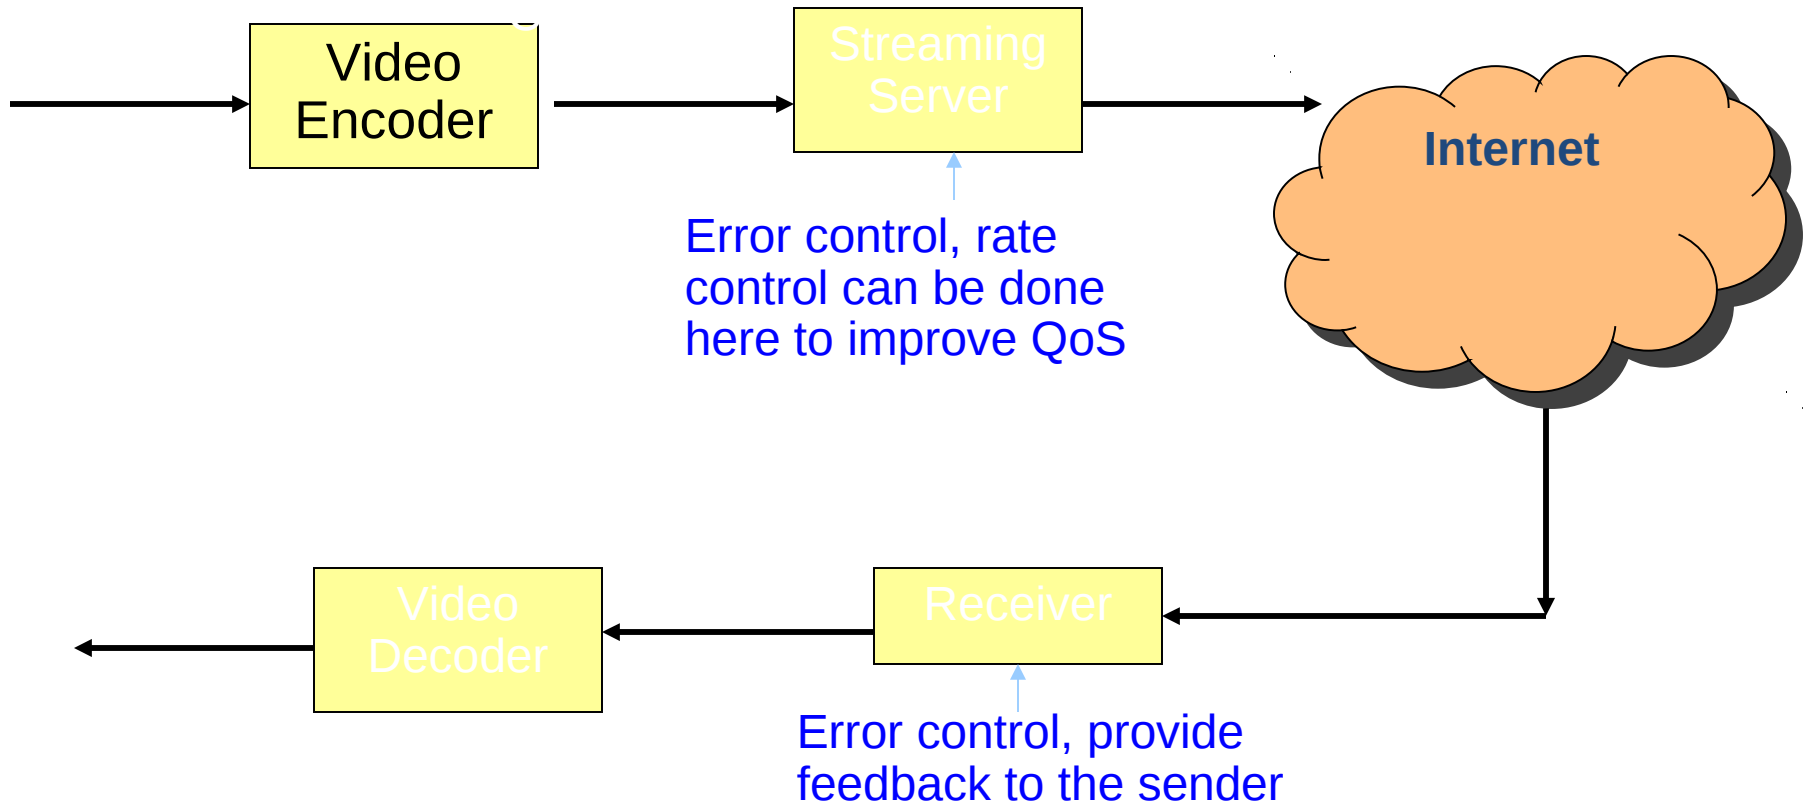 Video
Encoder
Streaming
Server
Internet
Error control, rate
control can be done
here to improve QoS
Video
Decoder
Receiver
Error control, provide
feedback to the sender